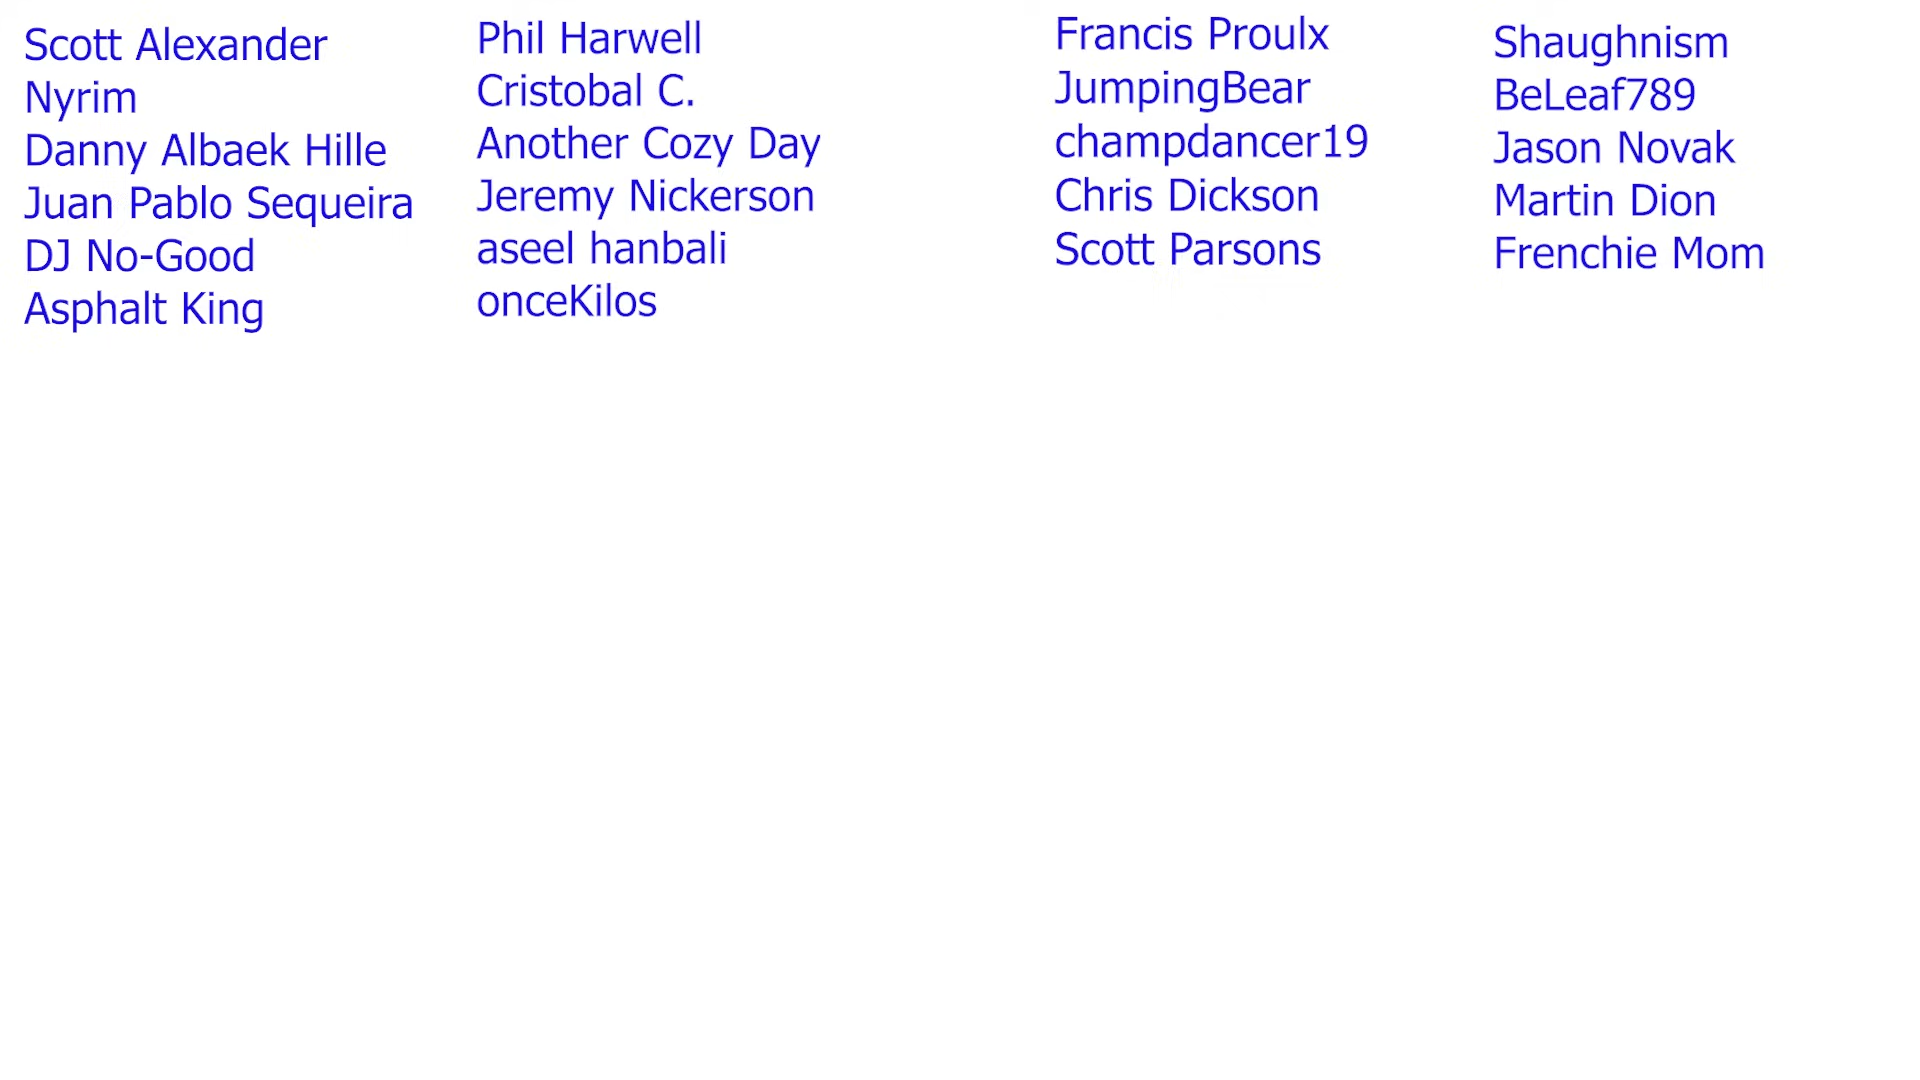 Scott Alexander
Nyrim
Danny Albaek Hille
Juan Pablo Sequeira
DJ No-Good
Asphalt King
Phil Harwell
Cristobal C.
Another Cozy Day
Jeremy Nickerson
aseel hanbali
onceKilos
Francis Proulx
JumpingBear
champdancer19
Chris Dickson
Scott Parsons
Shaughnism
BeLeaf789
Jason Novak
Martin Dion
Frenchie Mom